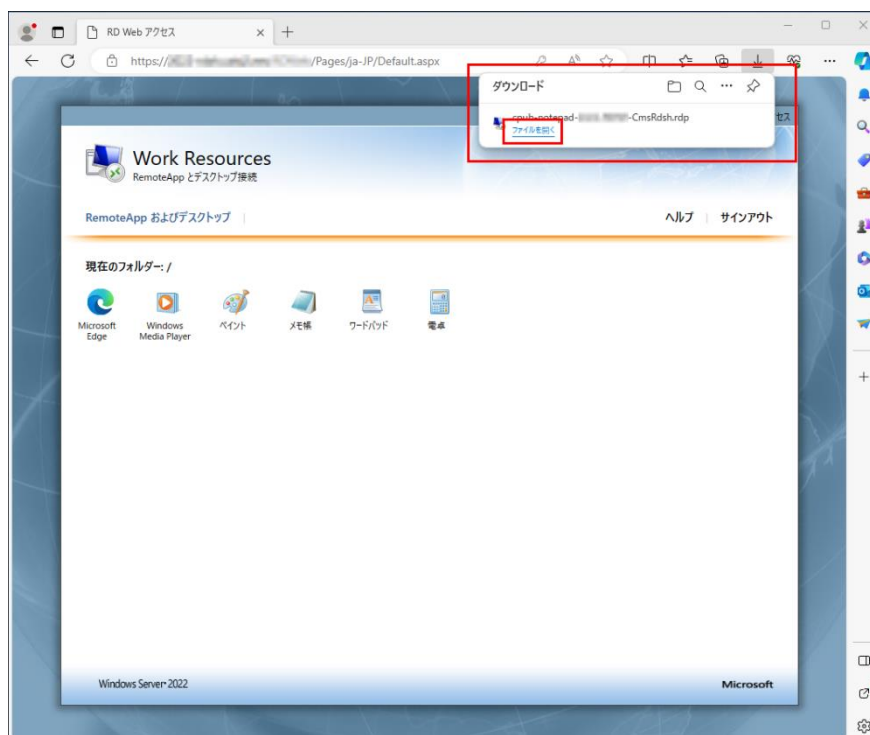 RD Web アクセス
https://
/Pages/ja-JP/Default.aspx
ダウンロード
cpub-notepad-
-CmsRdsh.rdp
ファイルを開く
セス
Work Resources
RemoteApp とデスクトップ接続
RemoteApp およびデスクトップ
ヘルプ
サインアウト
現在のフォルダー: /
Microsoft Edge
Windows Media Player
ペイント
メモ帳
ワードパッド
電卓
Windows Server 2022
Microsoft